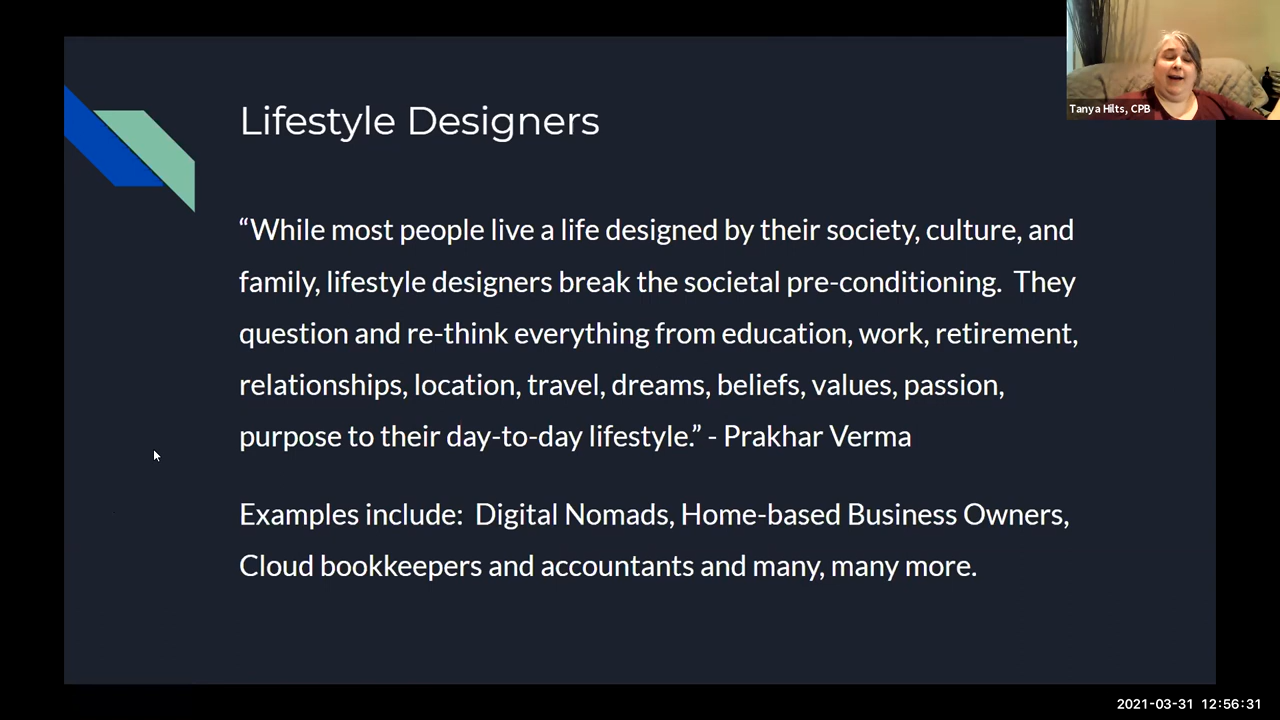 Tanya Hilts, CPB
Lifestyle Designers
“While most people live a life designed by their society, culture, and
family, lifestyle designers break the societal pre-conditioning.  They
question and re-think everything from education, work, retirement,
relationships, location, travel, dreams, beliefs, values, passion,
purpose to their day-to-day lifestyle.” - Prakhar Verma
Examples include:  Digital Nomads, Home-based Business Owners,
Cloud bookkeepers and accountants and many, many more.
2021-03-31 12:56:31